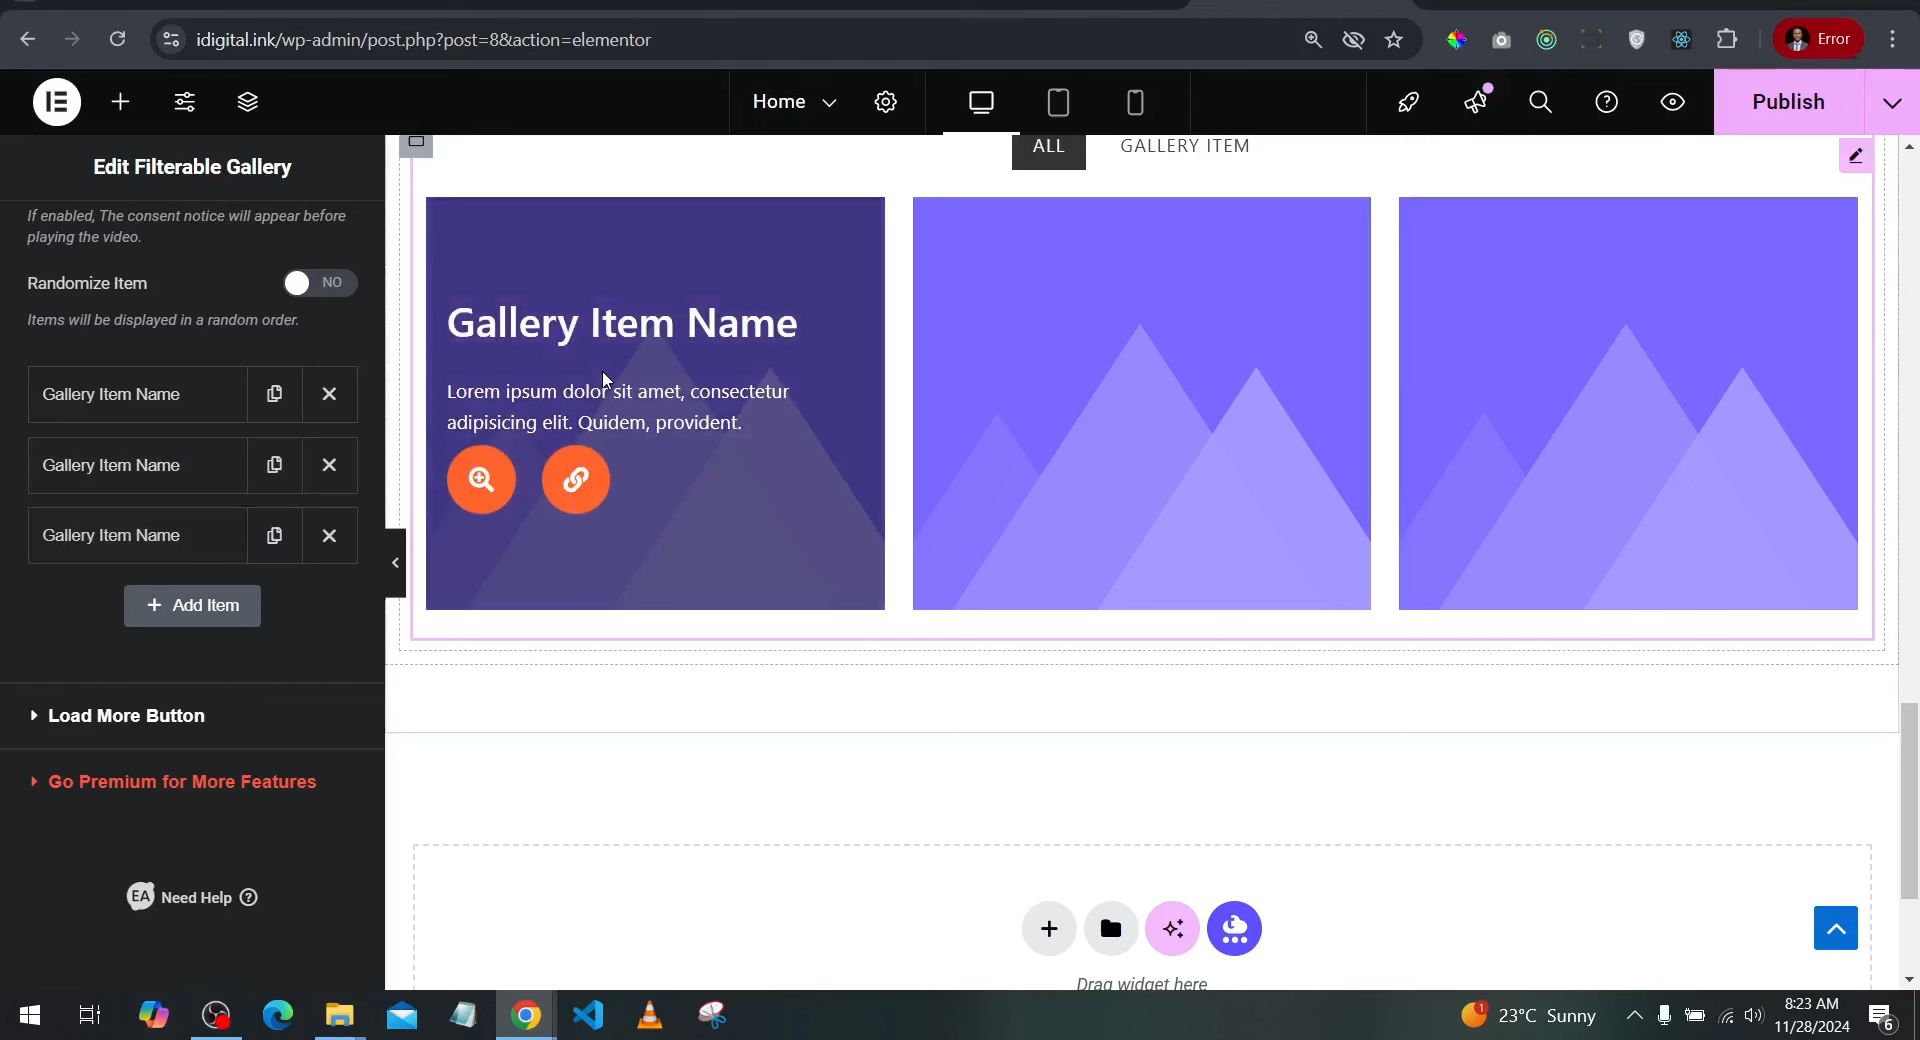 idigital.ink/wp-admin/post.php?post=8&action=elementor
Error
Home
Publish
Edit Filterable Gallery
If enabled, The consent notice will appear before
playing the video.
Randomize Item
NO
Items will be displayed in a random order.
Gallery Item Name
Gallery Item Name
Gallery Item Name
+ Add Item
Load More Button
Go Premium for More Features
EA Need Help
ALL
GALLERY ITEM
Gallery Item Name
Lorem ipsum dolor sit amet, consectetur
adipisicing elit. Quidem, provident.
Drag widget here
1
23°C Sunny
8:23 AM
11/28/2024
6